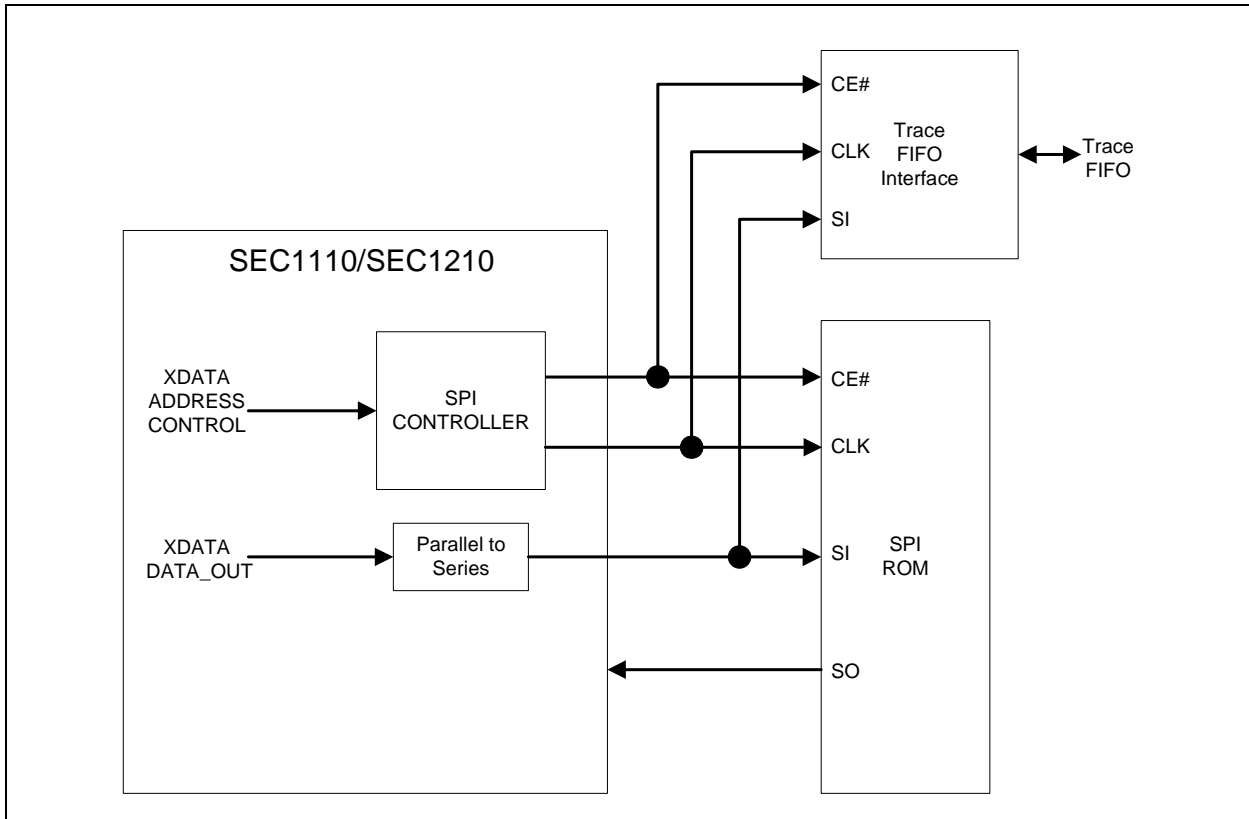 CE#
Trace
FIFO
Interface
CLK
SI
Trace
FIFO
SEC1110/SEC1210
XDATA
ADDRESS
CONTROL
SPI
CONTROLLER
CE#
CLK
XDATA
DATA_OUT
Parallel to
Series
SI
SPI
ROM
SO